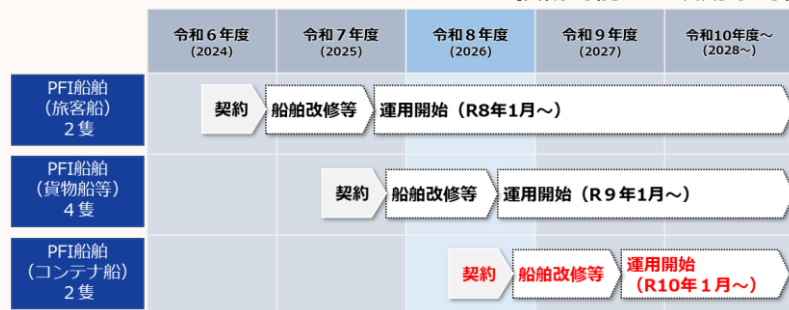 令和６年度 令和７年度 令和８年度 令和９年度 令和10年度～
(2024) (2025) (2026) (2027) (2028～)
PFI船舶
（旅客船）
２隻
契約 船舶改修等 運用開始（R8年1月～）
PFI船舶
（貨物船等）
４隻
契約 船舶改修等 運用開始（R９年1月～）
PFI船舶
（コンテナ船）
２隻
契約 船舶改修等 運用開始
（R10年１月～）